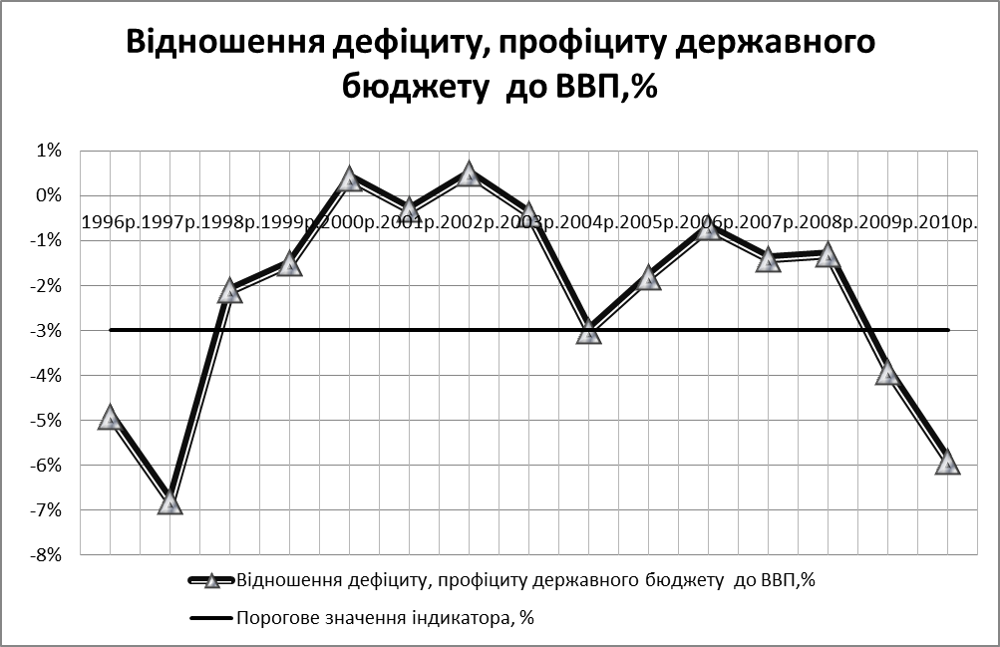 Відношення дефіциту, профіциту державного
бюджету до ВВП,%
1%
0%
1996р. 1997р. 1998р. 1999р. 2000р. 2001р. 2002р. 2003р. 2004р. 2005р. 2006р. 2007р. 2008р. 2009р. 2010р.
-1%
-2%
-3%
-4%
-5%
-6%
-7%
-8%
Відношення дефіциту, профіциту державного бюджету до ВВП,%
Порогове значення індикатора, %